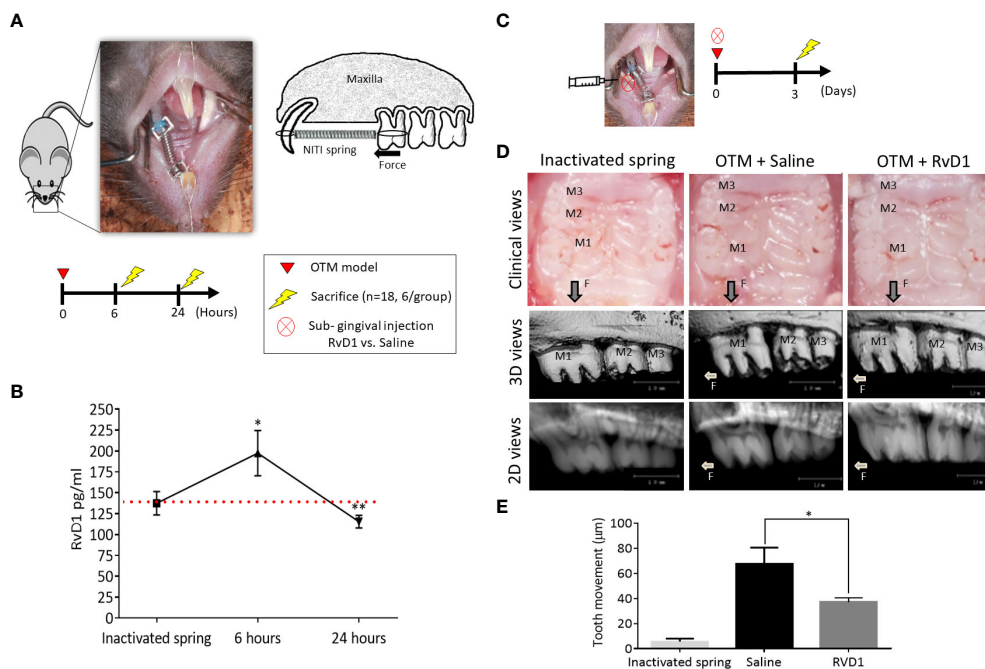 A
Maxilla
NITI spring
Force
0
6
24
(Hours)
OTM model
Sacrifice (n=18, 6/group)
Sub- gingival injection
RvD1 vs. Saline
B
RvD1 pg/ml
250
225
200
175
150
125
100
75
50
25
0
*
**
Inactivated spring
6 hours
24 hours
C
0
3
(Days)
D
Inactivated spring
OTM + Saline
OTM + RvD1
Clinical views
M3
M2
M1
F
M3
M2
M1
F
M3
M2
M1
F
3D views
M1
M2
M3
M1
M2
M3
F
M1
M2
M3
F
2D views
F
F
E
Tooth movement (µm)
100
80
60
40
20
0
*
Inactivated spring
Saline
RVD1